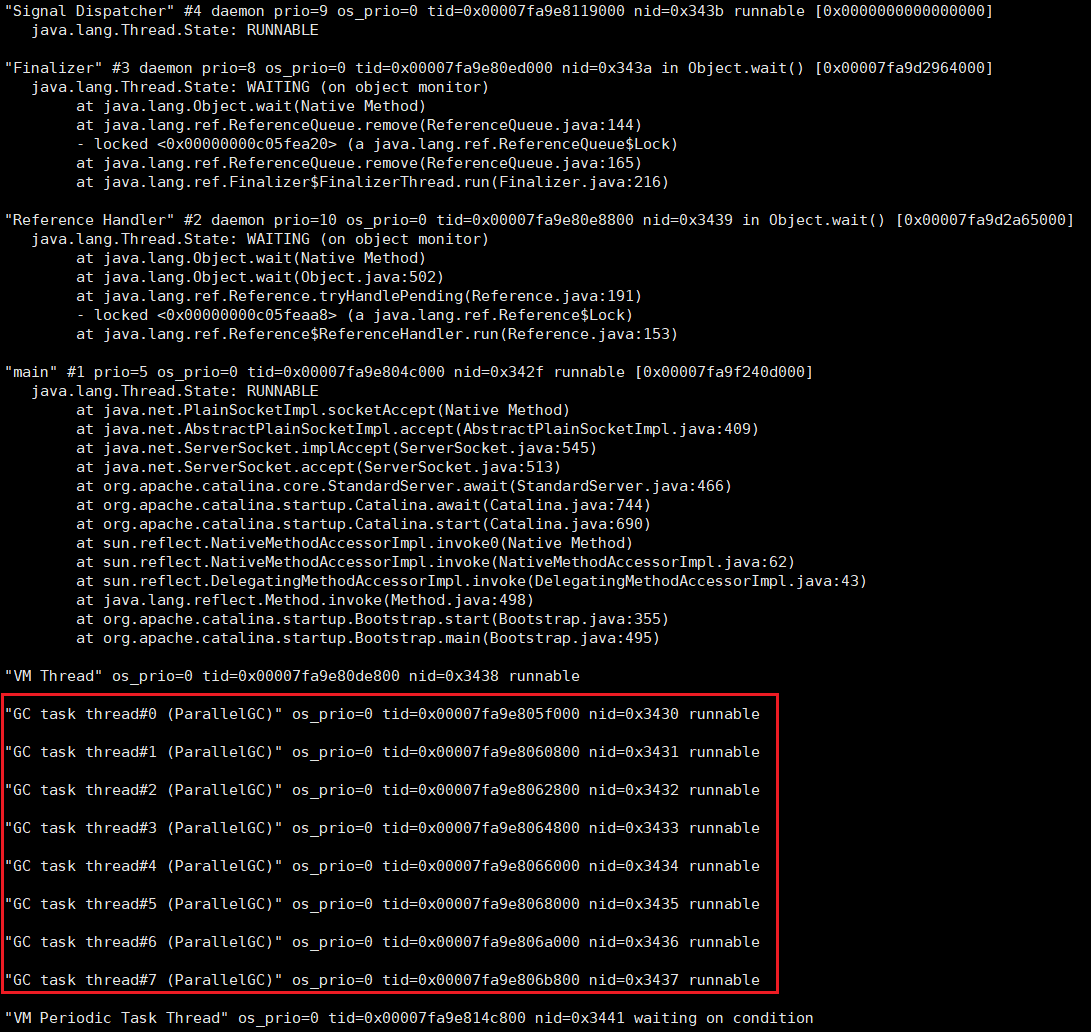 "Signal Dispatcher" #4 daemon prio=9 os_prio=0 tid=0x00007fa9e8119000 nid=0x343b runnable [0x0000000000000000]
java.lang.Thread.State: RUNNABLE
"Finalizer" #3 daemon prio=8 os_prio=0 tid=0x00007fa9e80ed000 nid=0x343a in Object.wait() [0x00007fa9d2964000]
java.lang.Thread.State: WAITING (on object monitor)
at java.lang.Object.wait(Native Method)
at java.lang.ref.ReferenceQueue.remove(ReferenceQueue.java:144)
- locked <0x00000000c05fea20> (a java.lang.ref.ReferenceQueue$Lock)
at java.lang.ref.ReferenceQueue.remove(ReferenceQueue.java:165)
at java.lang.ref.Finalizer$FinalizerThread.run(Finalizer.java:216)
"Reference Handler" #2 daemon prio=10 os_prio=0 tid=0x00007fa9e80e8800 nid=0x3439 in Object.wait() [0x00007fa9d2a65000]
java.lang.Thread.State: WAITING (on object monitor)
at java.lang.Object.wait(Native Method)
at java.lang.Object.wait(Object.java:502)
at java.lang.ref.Reference.tryHandlePending(Reference.java:191)
- locked <0x00000000c05feaa8> (a java.lang.ref.Reference$Lock)
at java.lang.ref.Reference$ReferenceHandler.run(Reference.java:153)
"main" #1 prio=5 os_prio=0 tid=0x00007fa9e804c000 nid=0x342f runnable [0x00007fa9f240d000]
java.lang.Thread.State: RUNNABLE
at java.net.PlainSocketImpl.socketAccept(Native Method)
at java.net.AbstractPlainSocketImpl.accept(AbstractPlainSocketImpl.java:409)
at java.net.ServerSocket.implAccept(ServerSocket.java:545)
at java.net.ServerSocket.accept(ServerSocket.java:513)
at org.apache.catalina.core.StandardServer.await(StandardServer.java:466)
at org.apache.catalina.startup.Catalina.await(Catalina.java:744)
at org.apache.catalina.startup.Catalina.start(Catalina.java:690)
at sun.reflect.NativeMethodAccessorImpl.invoke0(Native Method)
at sun.reflect.NativeMethodAccessorImpl.invoke(NativeMethodAccessorImpl.java:62)
at sun.reflect.DelegatingMethodAccessorImpl.invoke(DelegatingMethodAccessorImpl.java:43)
at java.lang.reflect.Method.invoke(Method.java:498)
at org.apache.catalina.startup.Bootstrap.start(Bootstrap.java:355)
at org.apache.catalina.startup.Bootstrap.main(Bootstrap.java:495)
"VM Thread" os_prio=0 tid=0x00007fa9e80de800 nid=0x3438 runnable
"GC task thread#0 (ParallelGC)" os_prio=0 tid=0x00007fa9e805f000 nid=0x3430 runnable
"GC task thread#1 (ParallelGC)" os_prio=0 tid=0x00007fa9e8060800 nid=0x3431 runnable
"GC task thread#2 (ParallelGC)" os_prio=0 tid=0x00007fa9e8062800 nid=0x3432 runnable
"GC task thread#3 (ParallelGC)" os_prio=0 tid=0x00007fa9e8064800 nid=0x3433 runnable
"GC task thread#4 (ParallelGC)" os_prio=0 tid=0x00007fa9e8066000 nid=0x3434 runnable
"GC task thread#5 (ParallelGC)" os_prio=0 tid=0x00007fa9e8068000 nid=0x3435 runnable
"GC task thread#6 (ParallelGC)" os_prio=0 tid=0x00007fa9e806a000 nid=0x3436 runnable
"GC task thread#7 (ParallelGC)" os_prio=0 tid=0x00007fa9e806b800 nid=0x3437 runnable
"VM Periodic Task Thread" os_prio=0 tid=0x00007fa9e814c800 nid=0x3441 waiting on condition